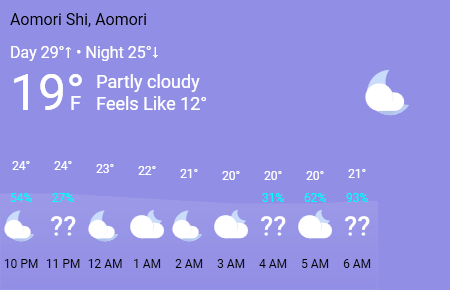 Aomori Shi, Aomori
Day 29°↑ • Night 25°↓
19°F
Partly cloudy
Feels Like 12°
24° 24° 23° 22° 21° 20° 20° 20° 21°
54% 27% 31% 62% 93%
?? ?? ??
10 PM 11 PM 12 AM 1 AM 2 AM 3 AM 4 AM 5 AM 6 AM